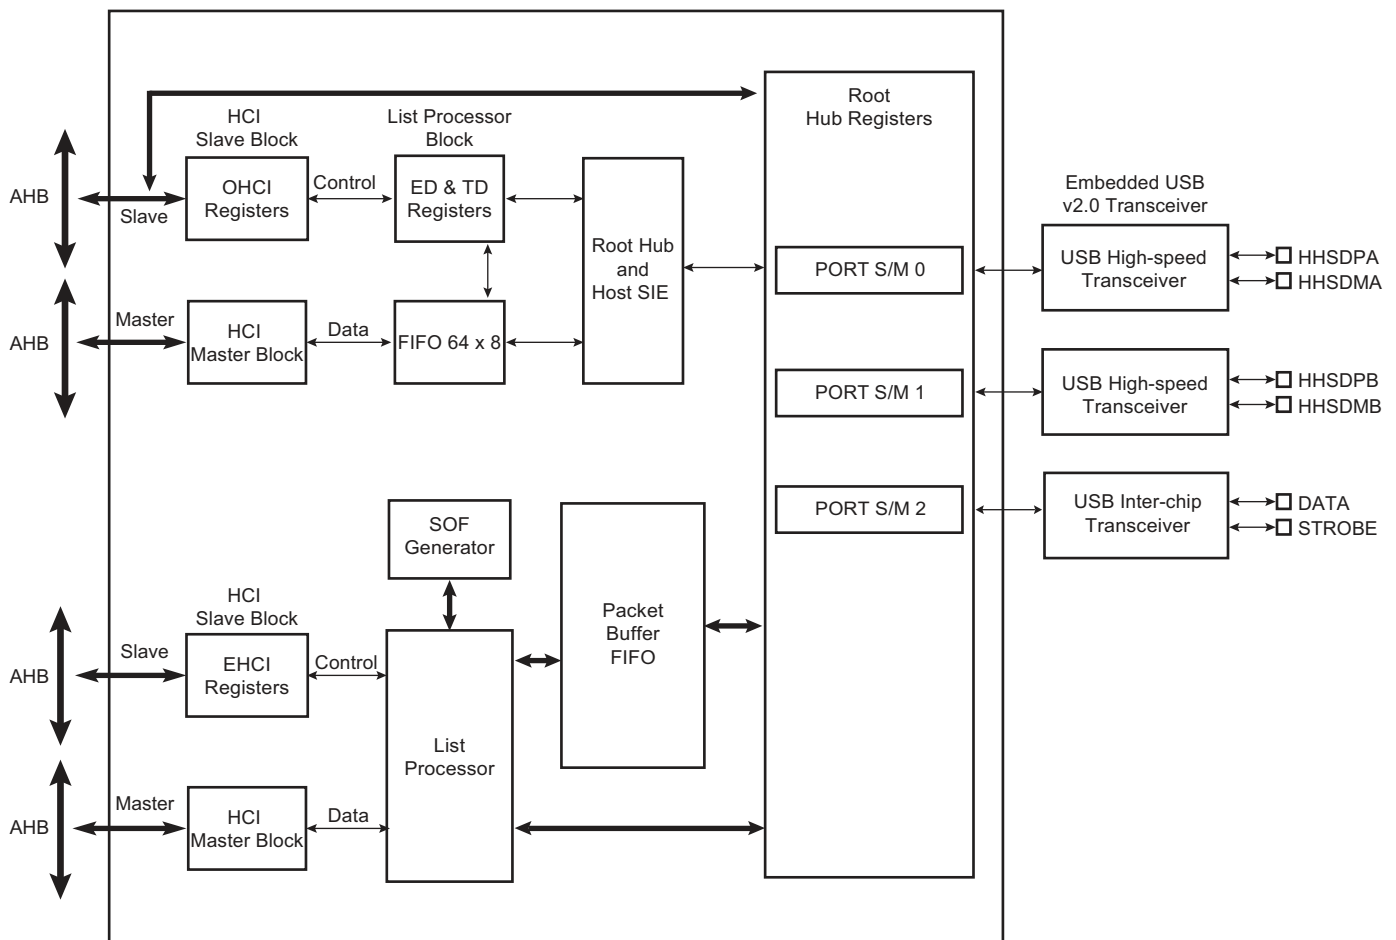 Root
Hub Registers
HCI
Slave Block
List Processor
Block
AHB
Slave
OHCI
Registers
Control
ED & TD
Registers
Root Hub
and
Host SIE
Embedded USB
v2.0 Transceiver
PORT S/M 0
USB High-speed
Transceiver
HHSDPA
HHSDMA
AHB
Master
HCI
Master Block
Data
FIFO 64 x 8
PORT S/M 1
USB High-speed
Transceiver
HHSDPB
HHSDMB
PORT S/M 2
USB Inter-chip
Transceiver
DATA
STROBE
SOF
Generator
HCI
Slave Block
AHB
Slave
EHCI
Registers
Control
Packet
Buffer
FIFO
List
Processor
AHB
Master
HCI
Master Block
Data